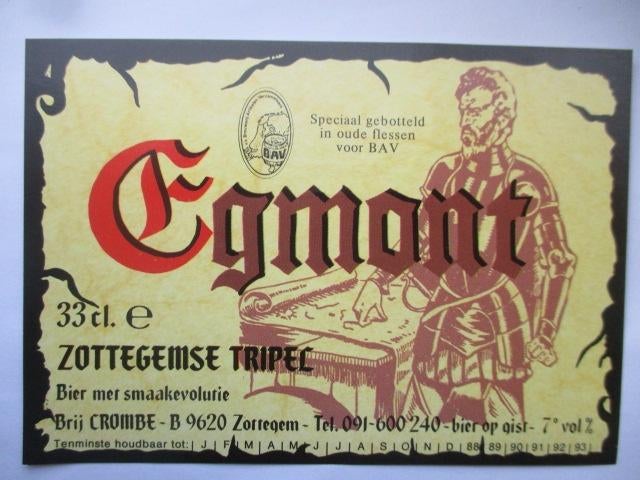 BAV
Speciaal gebotteld
in oude flessen
voor BAV
Egmont
33 cl. e
ZOTTEGEMSE TRIPEL
Bier met smaakevolutie
Brij CROMBE - B 9620 Zottegem - Tel. 091-600 240 - bier op gist - 7° vol %
Tenminste houdbaar tot: | J | F | M | A | M | J | J | A | S | O | N | D | 88 | 89 | 90 | 91 | 92 | 93 |